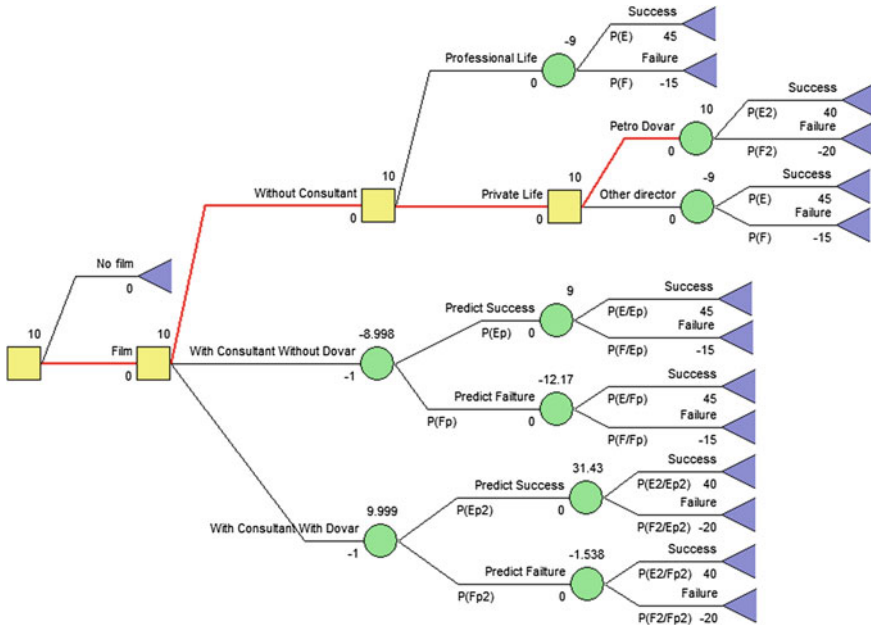 Success
P(E) 45
-9
Professional Life
0
Failure
P(F) -15
Success
P(E2) 40
10
Petro Dovar
0
Failure
P(F2) -20
10
Without Consultant
0
10
Private Life
0
-9
Other director
0
Success
P(E) 45
Failure
P(F) -15
No film
0
10
10
Film
0
-8.998
With Consultant Without Dovar
-1
9
Predict Success
P(Ep) 0
Success
P(E/Ep) 45
Failure
P(F/Ep) -15
-12.17
Predict Faifture
P(Fp) 0
Success
P(E/Fp) 45
Failure
P(F/Fp) -15
9.999
With Consultant With Dovar
-1
31.43
Predict Success
P(Ep2) 0
Success
P(E2/Ep2) 40
Failure
P(F2/Ep2) -20
-1.538
Predict Faifture
P(Fp2) 0
Success
P(E2/Fp2) 40
Failure
P(F2/Fp2) -20